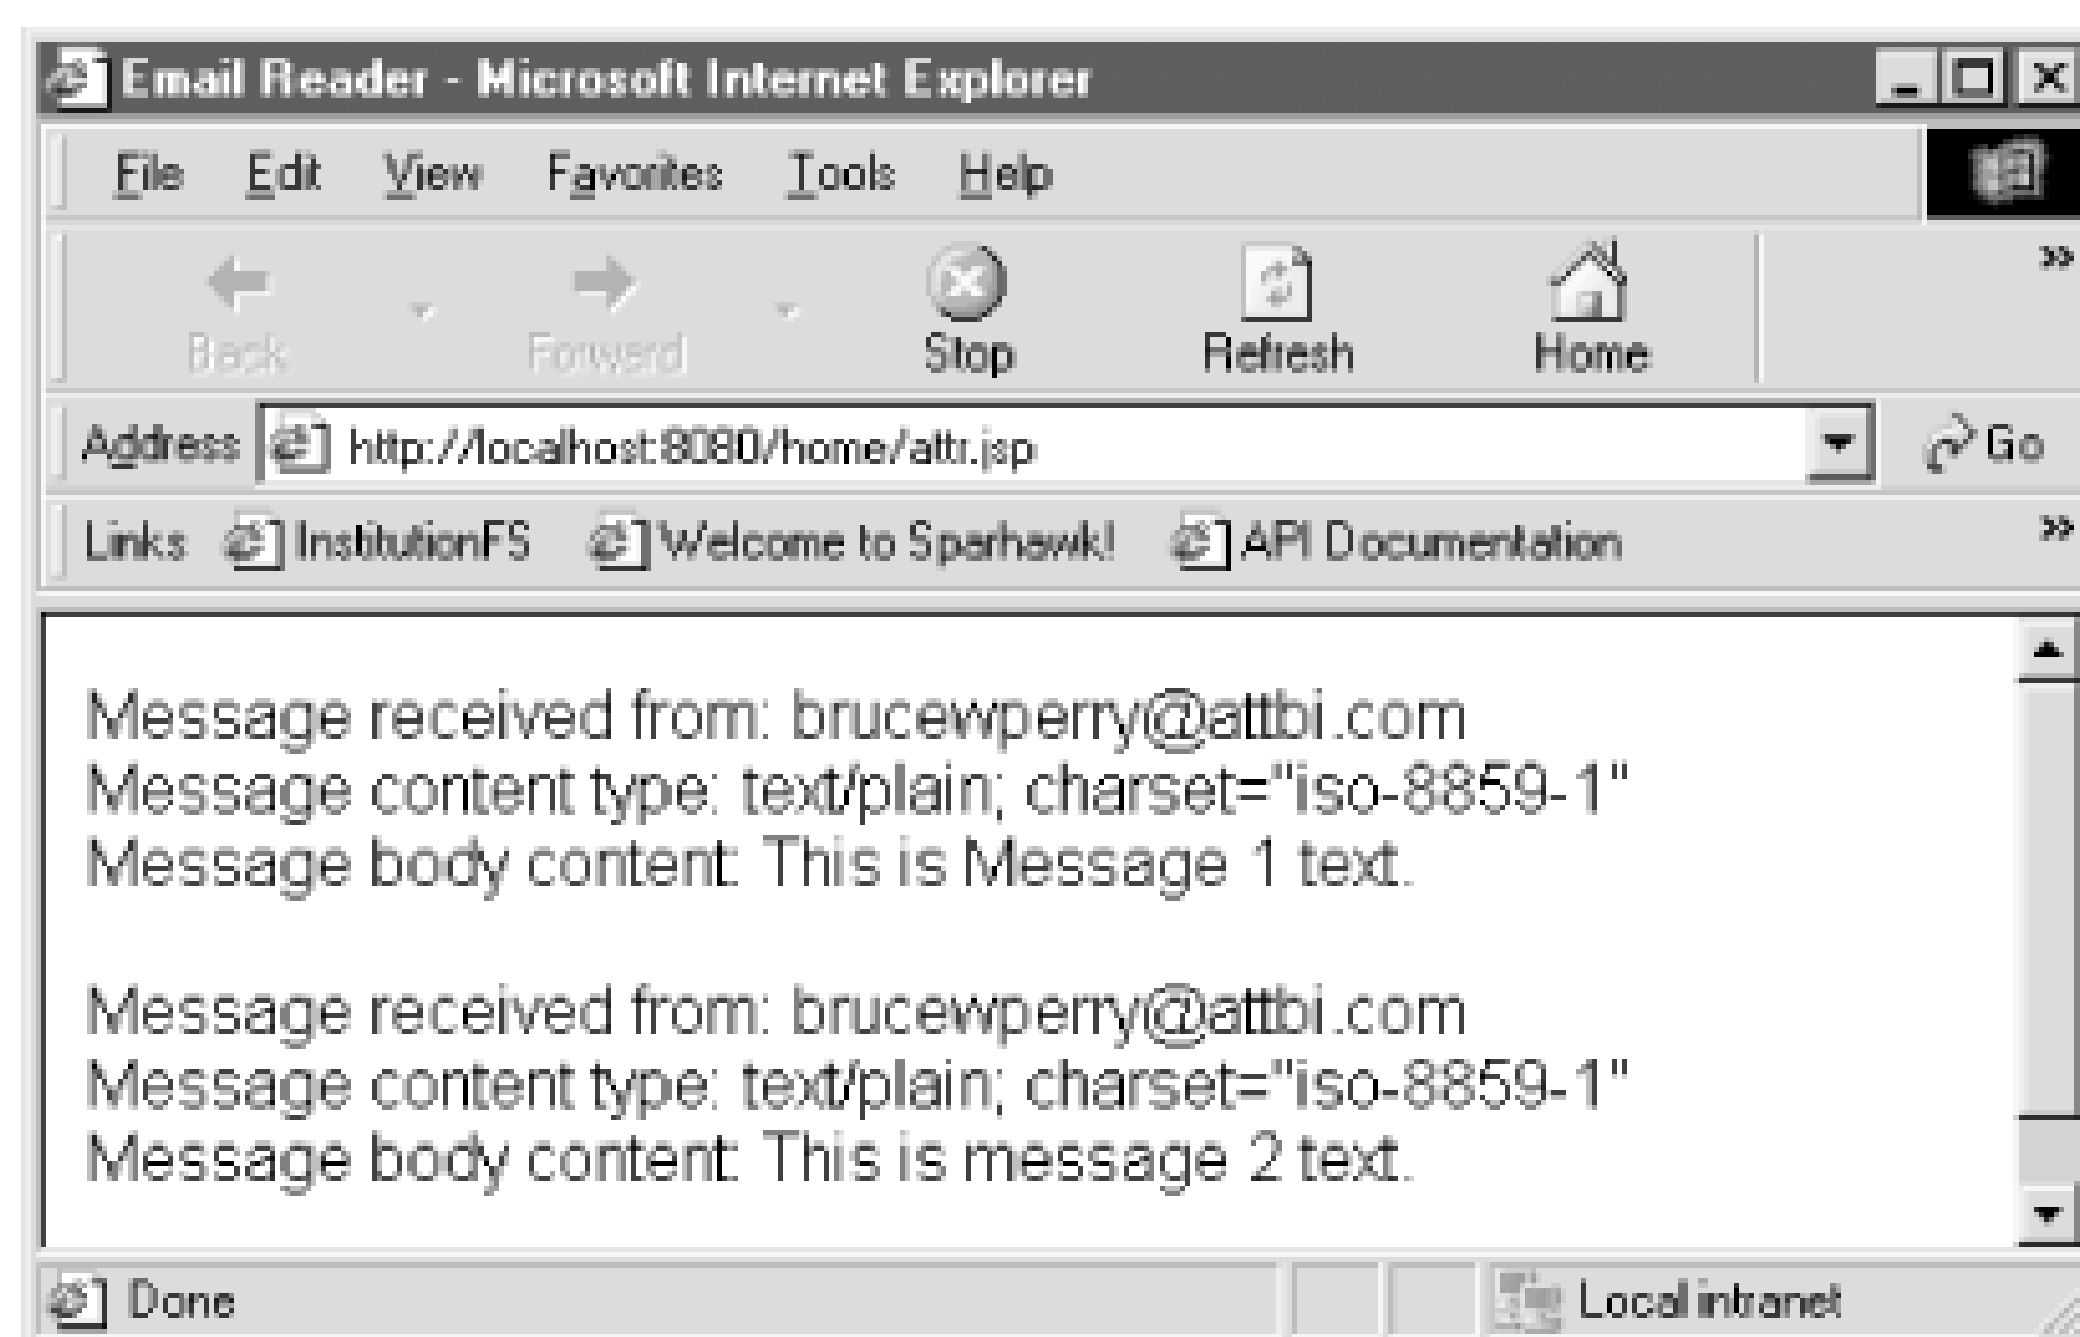 Email Reader - Microsoft Internet Explorer
File Edit View Favorites Tools Help
»
Back Forward Stop Refresh Home
Address http://localhost:8080/home/attr.jsp Go
Links InstitutionFS Welcome to Sparhawk! API Documentation »
Message received from: brucewperry@attbi.com
Message content type: text/plain; charset="iso-8859-1"
Message body content: This is Message 1 text.
Message received from: brucewperry@attbi.com
Message content type: text/plain; charset="iso-8859-1"
Message body content: This is message 2 text.
Done Local intranet